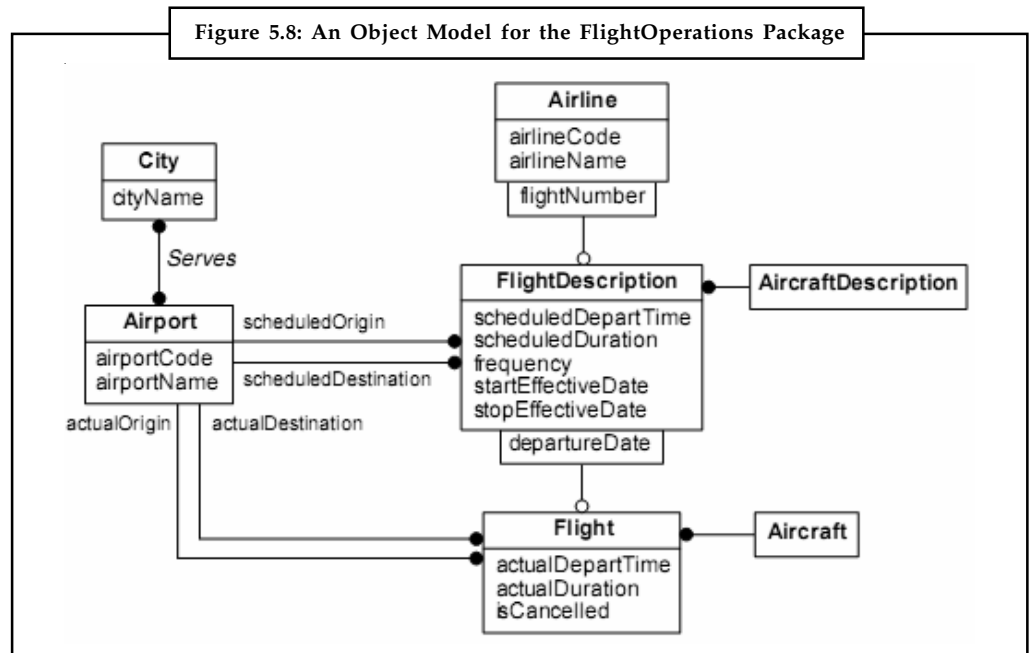 Figure 5.8: An Object Model for the FlightOperations Package
Airline
airlineCode
airlineName
flightNumber
City
cityName
Serves
Airport
airportCode
airportName
scheduledOrigin
scheduledDestination
actualOrigin
actualDestination
FlightDescription
scheduledDepartTime
scheduledDuration
frequency
startEffectiveDate
stopEffectiveDate
departureDate
AircraftDescription
Flight
actualDepartTime
actualDuration
isCancelled
Aircraft